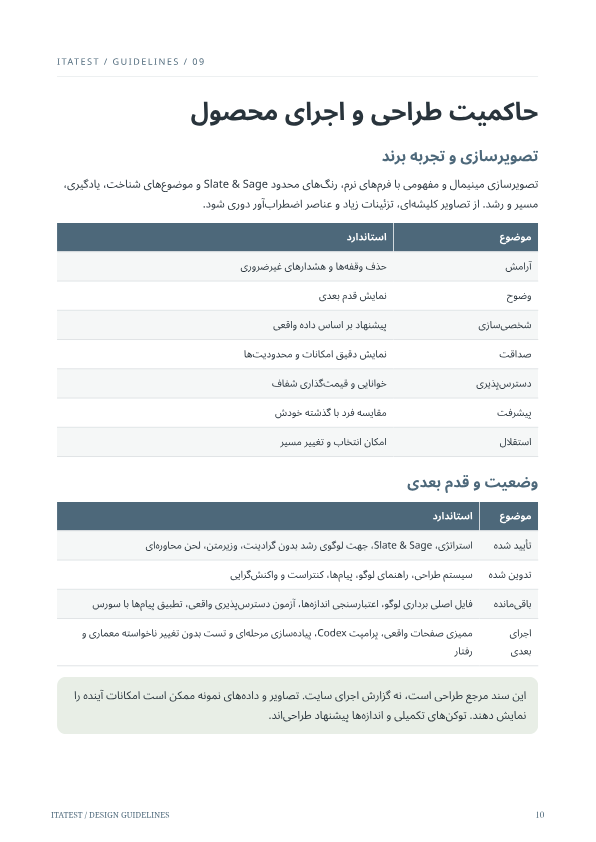 ITATEST / GUIDELINES / 09
حاکمیت طراحی و اجرای محصول
تصویرسازی و تجربه برند
تصویرسازی مینیمال و مفهومی با فرم‌های نرم، رنگ‌های محدود Slate & Sage و موضوع‌های شناخت، یادگیری،
مسیر و رشد. از تصاویر کلیشه‌ای، تزئینات زیاد و عناصر اضطراب‌آور دوری شود.
موضوع استاندارد
آرامش حذف وقفه‌ها و هشدارهای غیرضروری
وضوح نمایش قدم بعدی
شخصی‌سازی پیشنهاد بر اساس داده واقعی
صداقت نمایش دقیق امکانات و محدودیت‌ها
دسترس‌پذیری خوانایی و قیمت‌گذاری شفاف
پیشرفت مقایسه فرد با گذشته خودش
استقلال امکان انتخاب و تغییر مسیر
وضعیت و قدم بعدی
موضوع استاندارد
تأیید شده استراتژی، Slate & Sage، جهت لوگوی رشد بدون گرادینت، وزیرمتن، لحن محاوره‌ای
تدوین شده سیستم طراحی، راهنمای لوگو، پیام‌ها، کنتراست و واکنش‌گرایی
باقی‌مانده فایل اصلی برداری لوگو، اعتبارسنجی اندازه‌ها، آزمون دسترس‌پذیری واقعی، تطبیق پیام‌ها با سورس
اجرای ممیزی صفحات واقعی، پرامپت Codex، پیاده‌سازی مرحله‌ای و تست بدون تغییر ناخواسته معماری و
بعدی رفتار
این سند مرجع طراحی است، نه گزارش اجرای سایت. تصاویر و داده‌های نمونه ممکن است امکانات آینده را
نمایش دهند. توکن‌های تکمیلی و اندازه‌ها پیشنهاد طراحی‌اند.
ITATEST / DESIGN GUIDELINES 10